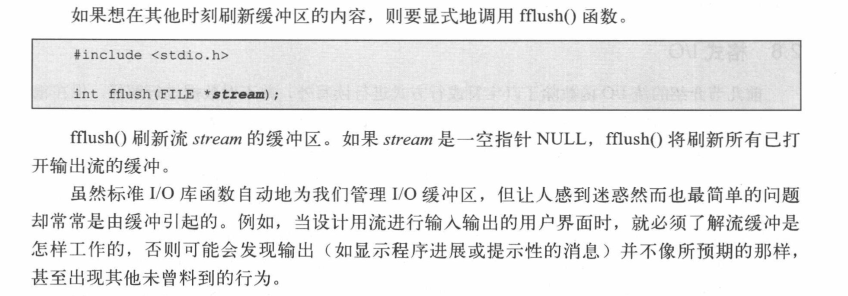 如果想在其他时刻刷新缓冲区的内容，则要显式地调用 fflush() 函数。
#include <stdio.h>
int fflush(FILE *stream);
fflush() 刷新流 stream 的缓冲区。如果 stream 是一空指针 NULL，fflush() 将刷新所有已打
开输出流的缓冲。
虽然标准 I/O 库函数自动地为我们管理 I/O 缓冲区，但让人感到迷惑然而也最简单的问题
却常常是由缓冲引起的。例如，当设计用流进行输入输出的用户界面时，就必须了解流缓冲是
怎样工作的，否则可能会发现输出（如显示程序进展或提示性的消息）并不像所预期的那样，
甚至出现其他未曾料到的行为。